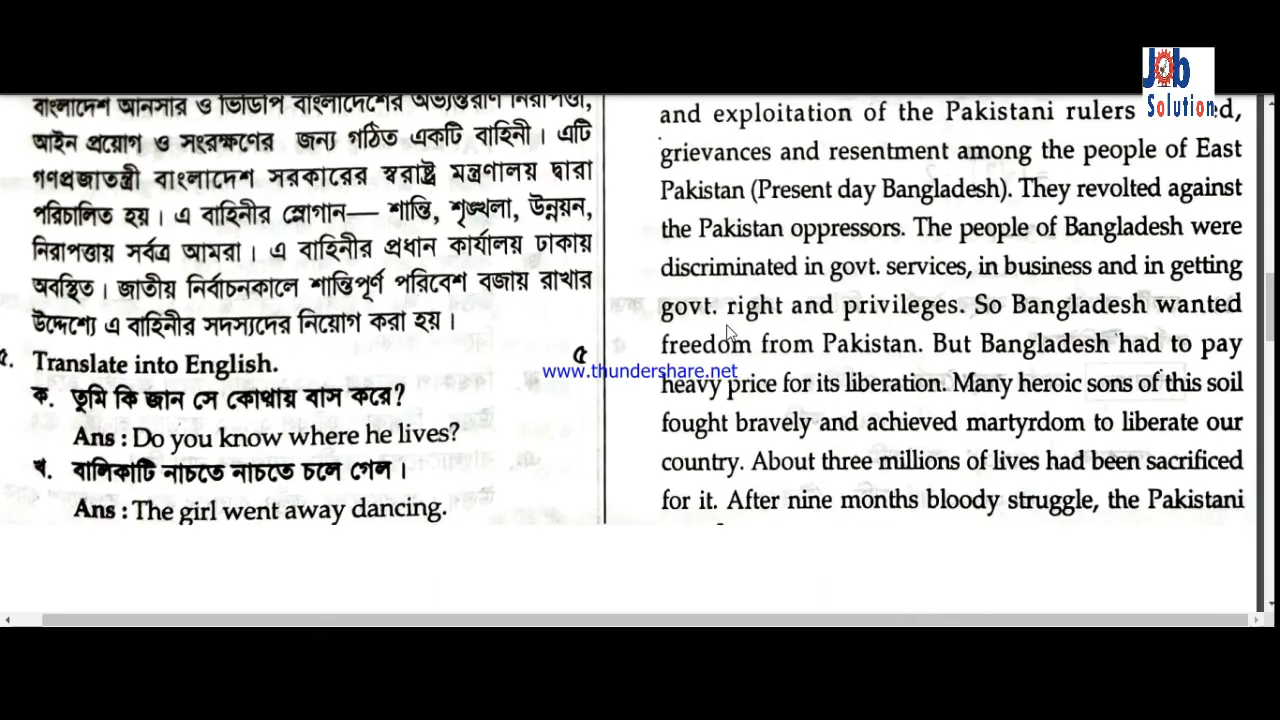 Job
Solution
বাংলাদেশ আনসার ও ভিডিপি বাংলাদেশের অভ্যন্তরীণ নিরাপত্তা,
আইন প্রয়োগ ও সংরক্ষণের জন্য গঠিত একটি বাহিনী। এটি
গণপ্রজাতন্ত্রী বাংলাদেশ সরকারের স্বরাষ্ট্র মন্ত্রণালয় দ্বারা
পরিচালিত হয়। এ বাহিনীর স্লোগান— শান্তি, শৃঙ্খলা, উন্নয়ন,
নিরাপত্তায় সর্বত্র আমরা। এ বাহিনীর প্রধান কার্যালয় ঢাকায়
অবস্থিত। জাতীয় নির্বাচনকালে শান্তিপূর্ণ পরিবেশ বজায় রাখার
উদ্দেশ্যে এ বাহিনীর সদস্যদের নিয়োগ করা হয়।
৫. Translate into English. ৫
ক. তুমি কি জান সে কোথায় বাস করে?
Ans : Do you know where he lives?
খ. বালিকাটি নাচতে নাচতে চলে গেল।
Ans : The girl went away dancing.
and exploitation of the Pakistani rulers
grievances and resentment among the people of East
Pakistan (Present day Bangladesh). They revolted against
the Pakistan oppressors. The people of Bangladesh were
discriminated in govt. services, in business and in getting
govt. right and privileges. So Bangladesh wanted
freedom from Pakistan. But Bangladesh had to pay
heavy price for its liberation. Many heroic sons of this soil
fought bravely and achieved martyrdom to liberate our
country. About three millions of lives had been sacrificed
for it. After nine months bloody struggle, the Pakistani
www.thundershare.net